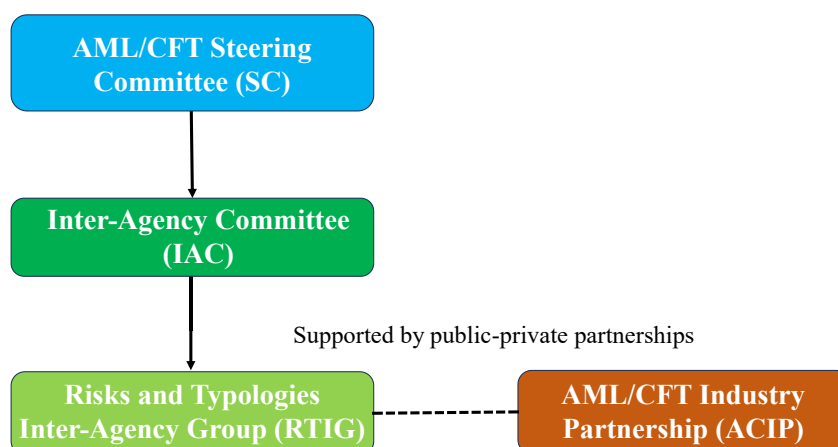 AML/CFT Steering
Committee (SC)
Inter-Agency Committee
(IAC)
Supported by public-private partnerships
Risks and Typologies
Inter-Agency Group (RTIG)
AML/CFT Industry
Partnership (ACIP)